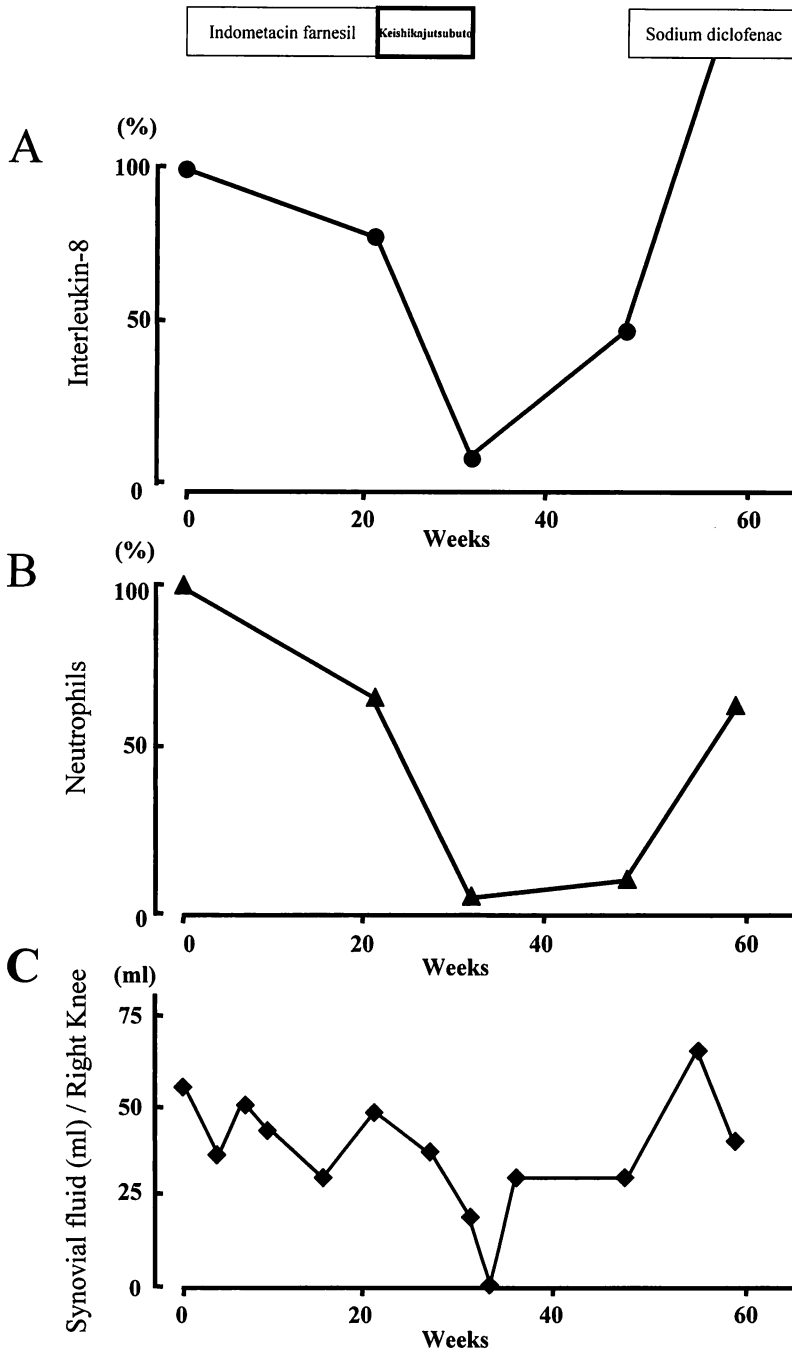 Indometacin farnesil
Keishikajutsubuto
Sodium diclofenac
A
(%)
100
50
0
Interleukin-8
0 20 40 60
Weeks
B
(%)
100
50
0
Neutrophils
0 20 40 60
Weeks
C
(ml)
75
50
25
0
Synovial fluid (ml) / Right Knee
0 20 40 60
Weeks